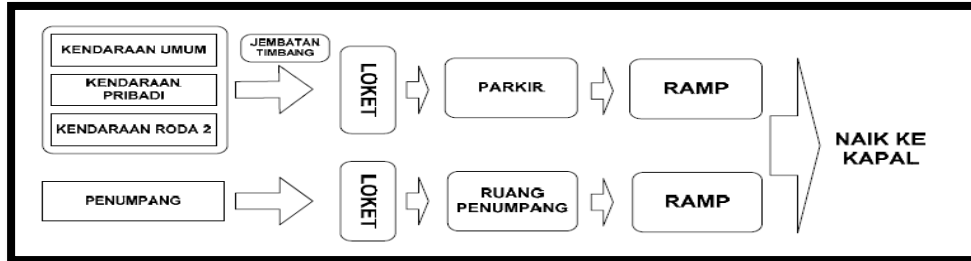 KENDARAAN UMUM
KENDARAAN
PRIBADI
KENDARAAN RODA 2
JEMBATAN
TIMBANG
LOKET
PARKIR
RAMP
PENUMPANG
LOKET
RUANG
PENUMPANG
RAMP
NAIK KE
KAPAL